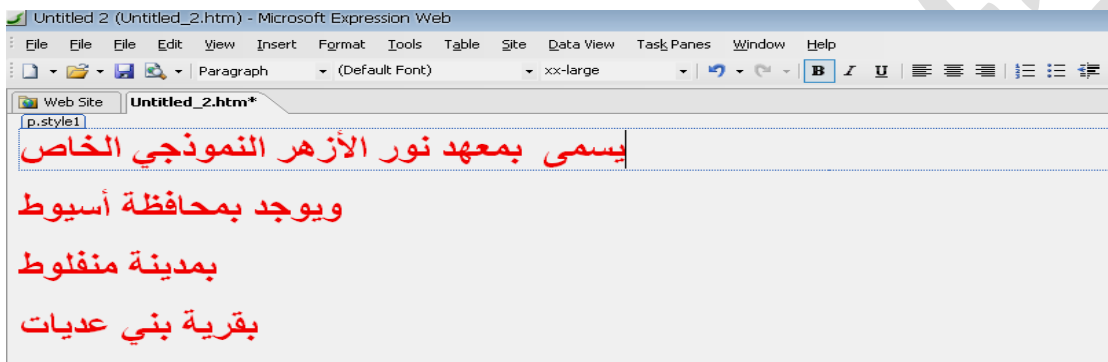 Untitled 2 (Untitled_2.htm) - Microsoft Expression Web
File File File Edit View Insert Format Tools Table Site Data View Task Panes Window Help
Paragraph (Default Font) xx-large B I U
Web Site Untitled_2.htm*
p.style1
يسمى بمعهد نور الأزهر النموذجي الخاص
ويوجد بمحافظة أسيوط
بمدينة منفلوط
بقرية بني عديات